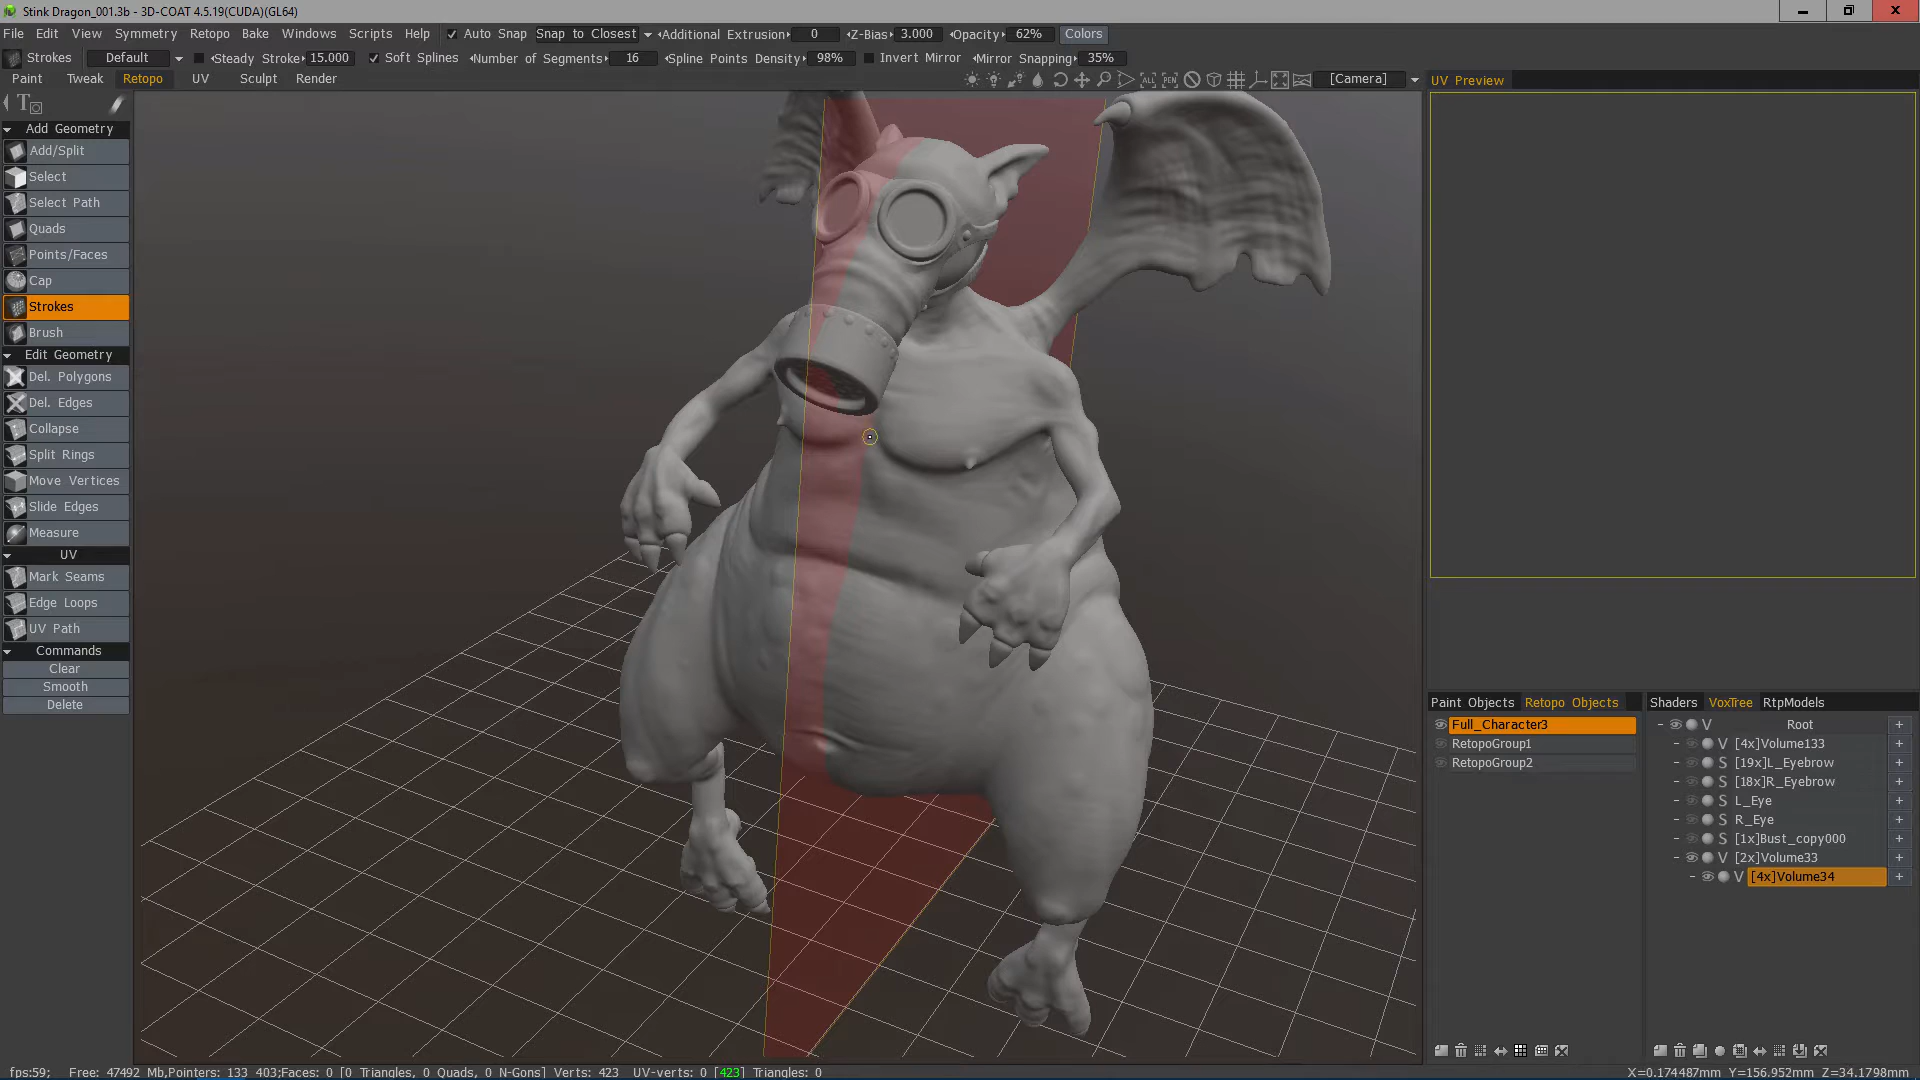 Stink Dragon_001.3b - 3D-COAT 4.5.19(CUDA)(GL64)
File Edit View Symmetry Retopo Bake Windows Scripts Help Auto Snap Snap to Closest Additional Extrusion 0 Z-Bias 3.000 Opacity 62% Colors
Strokes Default Steady Stroke 15.000 Soft Splines Number of Segments 16 Spline Points Density 98% Invert Mirror Mirror Snapping 35%
Paint Tweak Retopo UV Sculpt Render ALL PEN [Camera] UV Preview
Add Geometry
Add/Split
Select
Select Path
Quads
Points/Faces
Cap
Strokes
Brush
Edit Geometry
Del. Polygons
Del. Edges
Collapse
Split Rings
Move Vertices
Slide Edges
Measure
UV
Mark Seams
Edge Loops
UV Path
Commands
Clear
Smooth
Delete
Paint Objects Retopo Objects
Full_Character3
RetopoGroup1
RetopoGroup2
Shaders VoxTree RtpModels
V Root +
V [4x]Volume133 +
S [19x]L_Eyebrow +
S [18x]R_Eyebrow +
S L_Eye +
S R_Eye +
S [1x]Bust_copy000 +
V [2x]Volume33 +
V [4x]Volume34 +
fps:59; Free: 47492 Mb,Pointers: 133 403;Faces: 0 [0 Triangles, 0 Quads, 0 N-Gons] Verts: 423 UV-verts: 0 [423] Triangles: 0
X=0.174487mm Y=156.952mm Z=34.1798mm